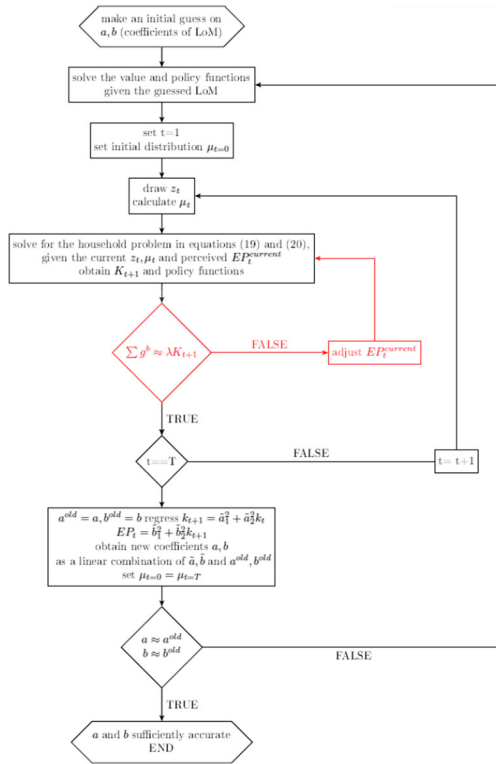 make an initial guess on
a, b (coefficients of LoM)
solve the value and policy functions
given the guessed LoM
set t=1
set initial distribution μ_{t=0}
draw z_t
calculate μ_t
solve for the household problem in equations (19) and (20),
given the current z_t, μ_t and perceived EP_t^{current}
obtain K_{t+1} and policy functions
∑ g^b ≈ λK_{t+1}
FALSE
adjust EP_t^{current}
TRUE
t==T
FALSE
t= t+1
a^{old} = a, b^{old} = b regress k_{t+1} = ã_1^2 + ã_2^2 k_t
EP_t = b̃_1^2 + b̃_2^2 k_{t+1}
obtain new coefficients a, b
as a linear combination of ã, b̃ and a^{old}, b^{old}
set μ_{t=0} = μ_{t=T}
a ≈ a^{old}
b ≈ b^{old}
FALSE
TRUE
a and b sufficiently accurate
END